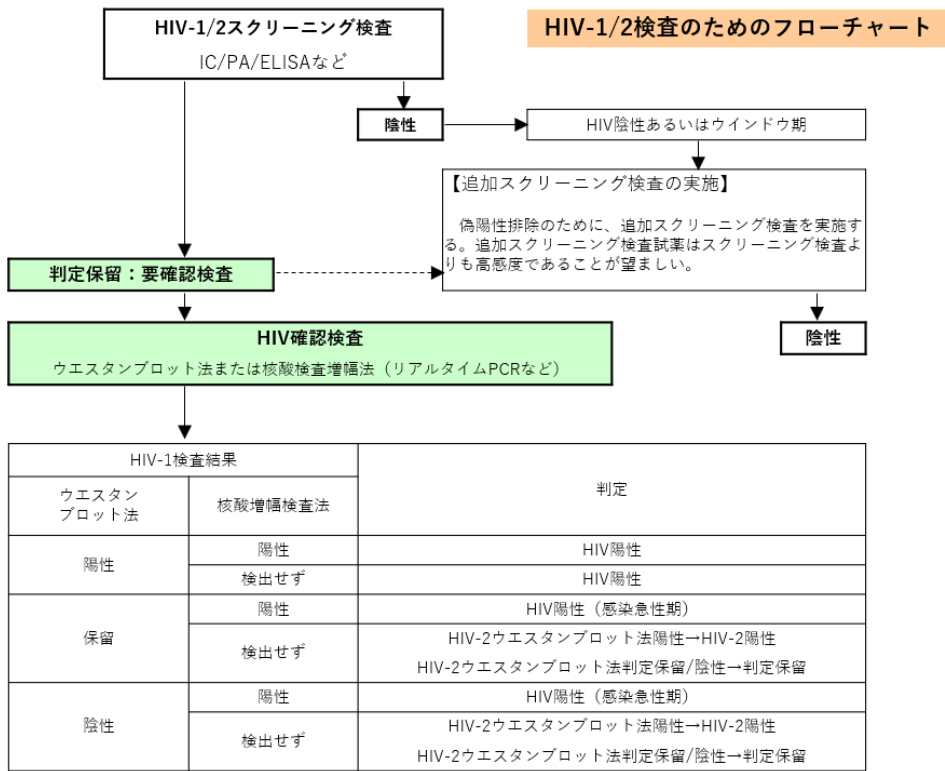 HIV-1/2スクリーニング検査
IC/PA/ELISAなど
HIV-1/2検査のためのフローチャート
陰性
HIV陰性あるいはウインドウ期
【追加スクリーニング検査の実施】
偽陽性排除のために、追加スクリーニング検査を実施す
る。追加スクリーニング検査試薬はスクリーニング検査よ
りも高感度であることが望ましい。
判定保留：要確認検査
陰性
HIV確認検査
ウエスタンブロット法または核酸検査増幅法（リアルタイムPCRなど）
HIV-1検査結果
判定
ウエスタン
ブロット法
核酸増幅検査法
陽性
陽性
HIV陽性
検出せず
HIV陽性
保留
陽性
HIV陽性（感染急性期）
検出せず
HIV-2ウエスタンブロット法陽性→HIV-2陽性
HIV-2ウエスタンブロット法判定保留/陰性→判定保留
陰性
陽性
HIV陽性（感染急性期）
検出せず
HIV-2ウエスタンブロット法陽性→HIV-2陽性
HIV-2ウエスタンブロット法判定保留/陰性→判定保留